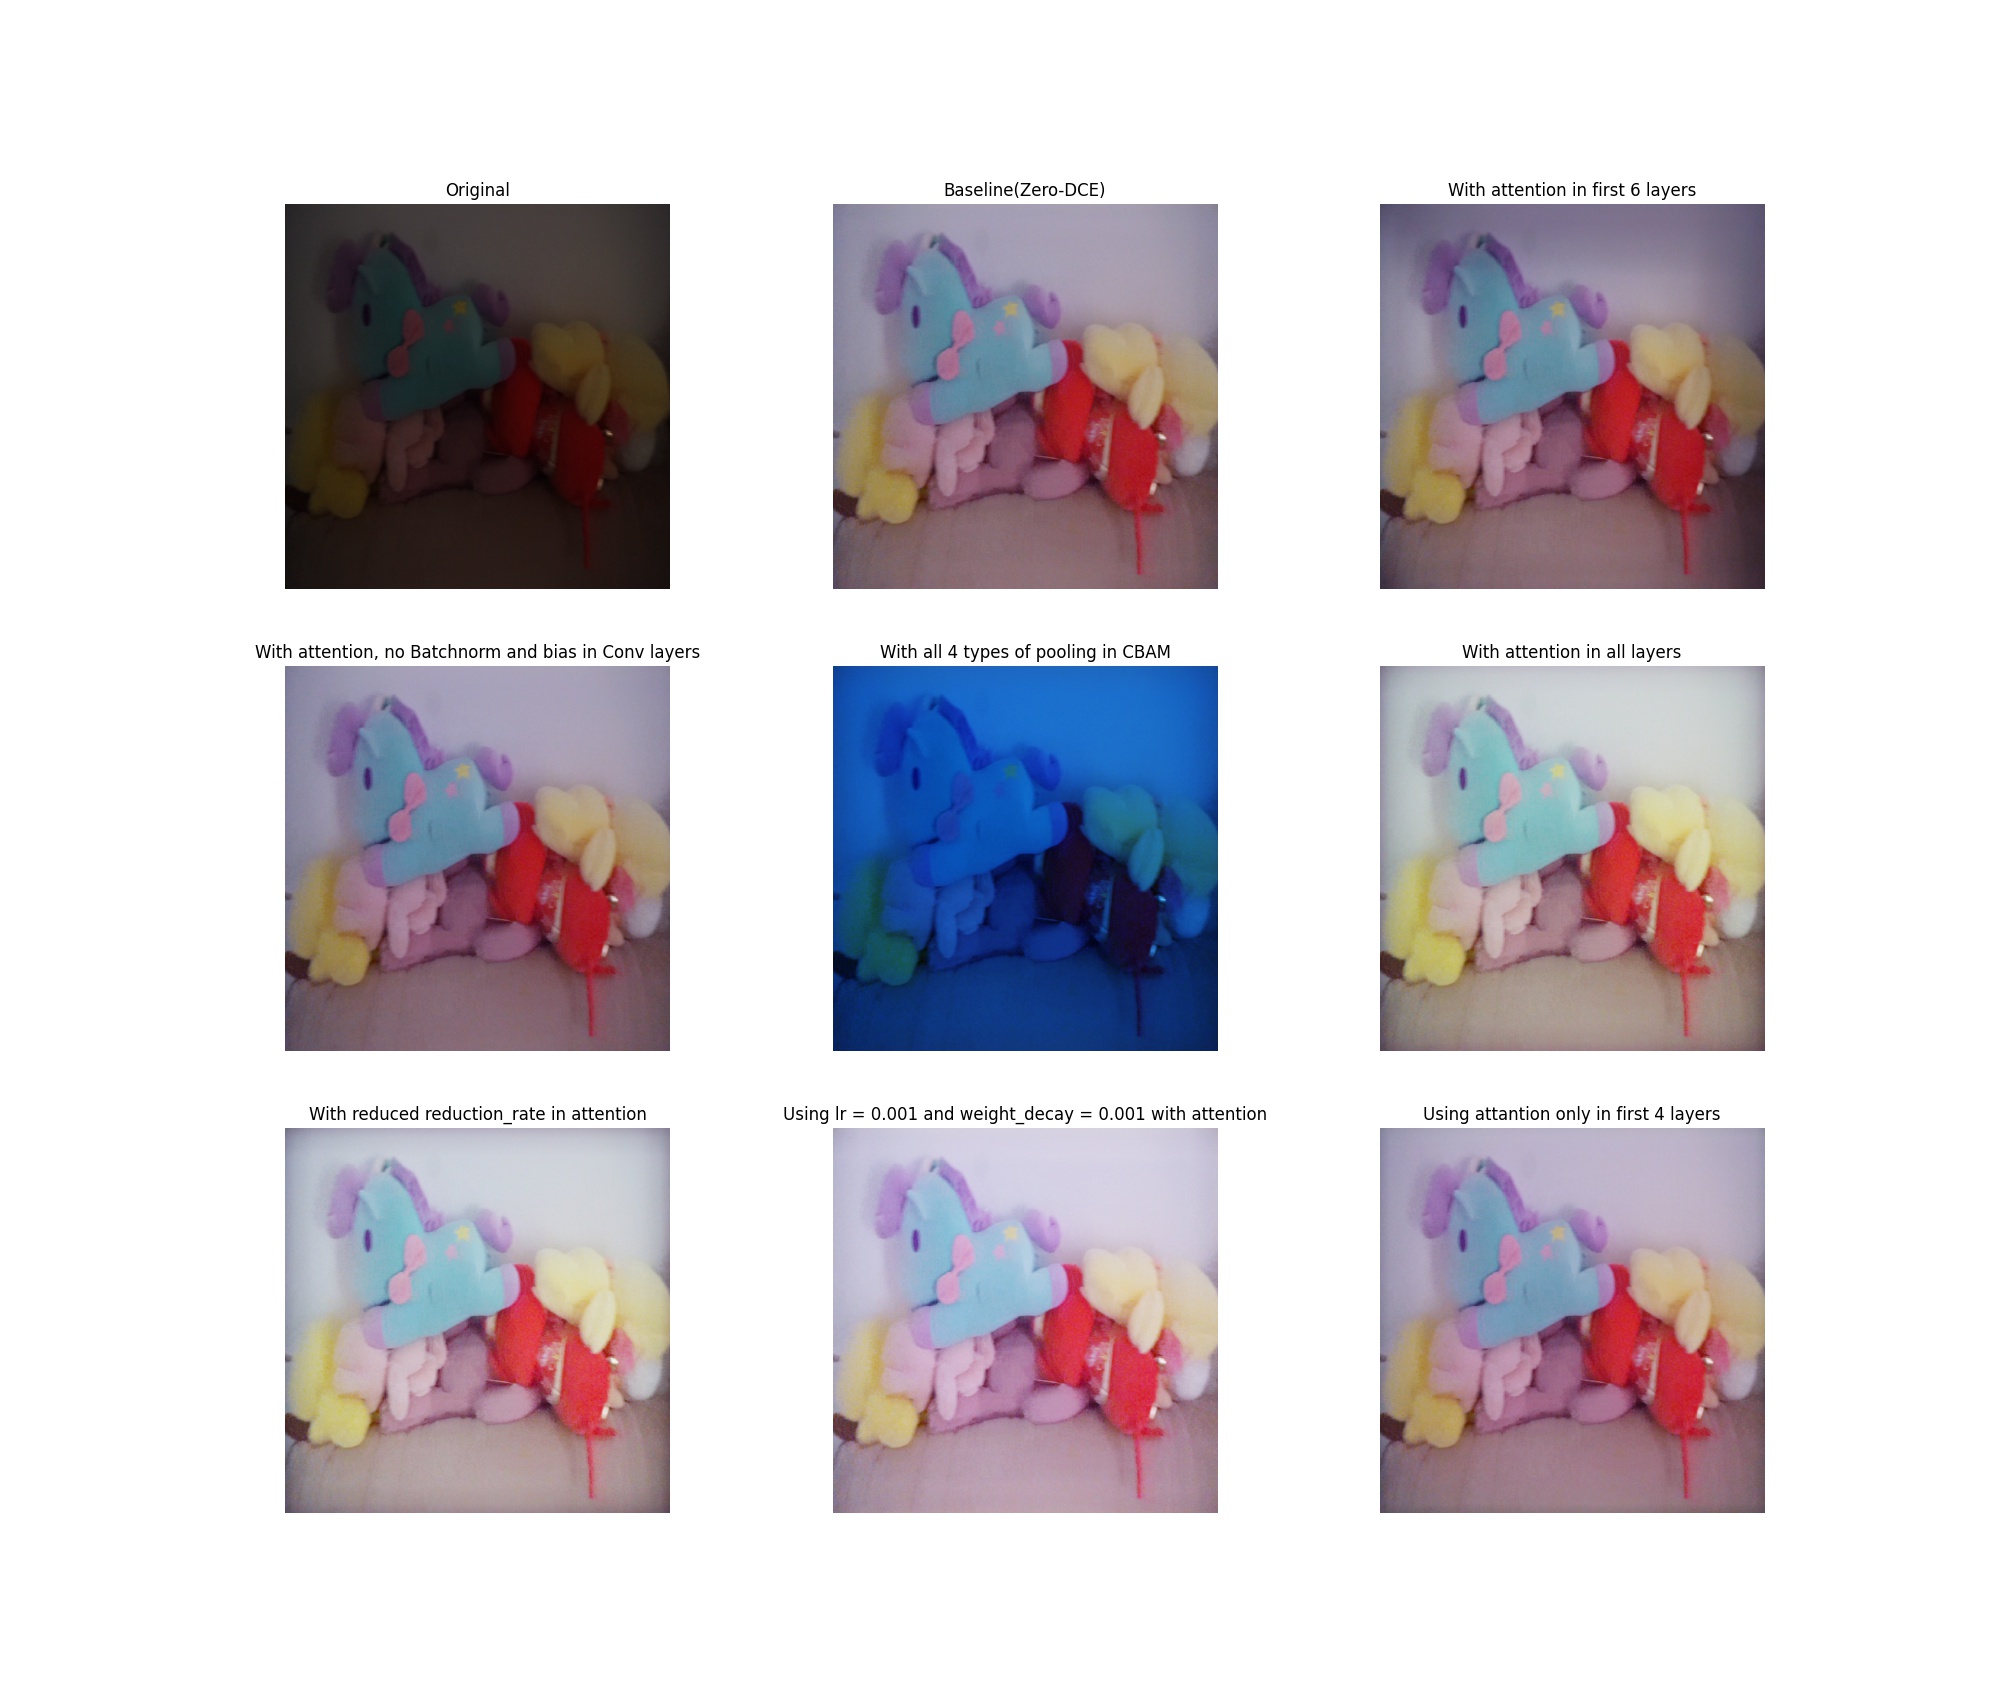 Original
Baseline(Zero-DCE)
With attention in first 6 layers
With attention, no Batchnorm and bias in Conv layers
With all 4 types of pooling in CBAM
With attention in all layers
With reduced reduction_rate in attention
Using lr = 0.001 and weight_decay = 0.001 with attention
Using attantion only in first 4 layers